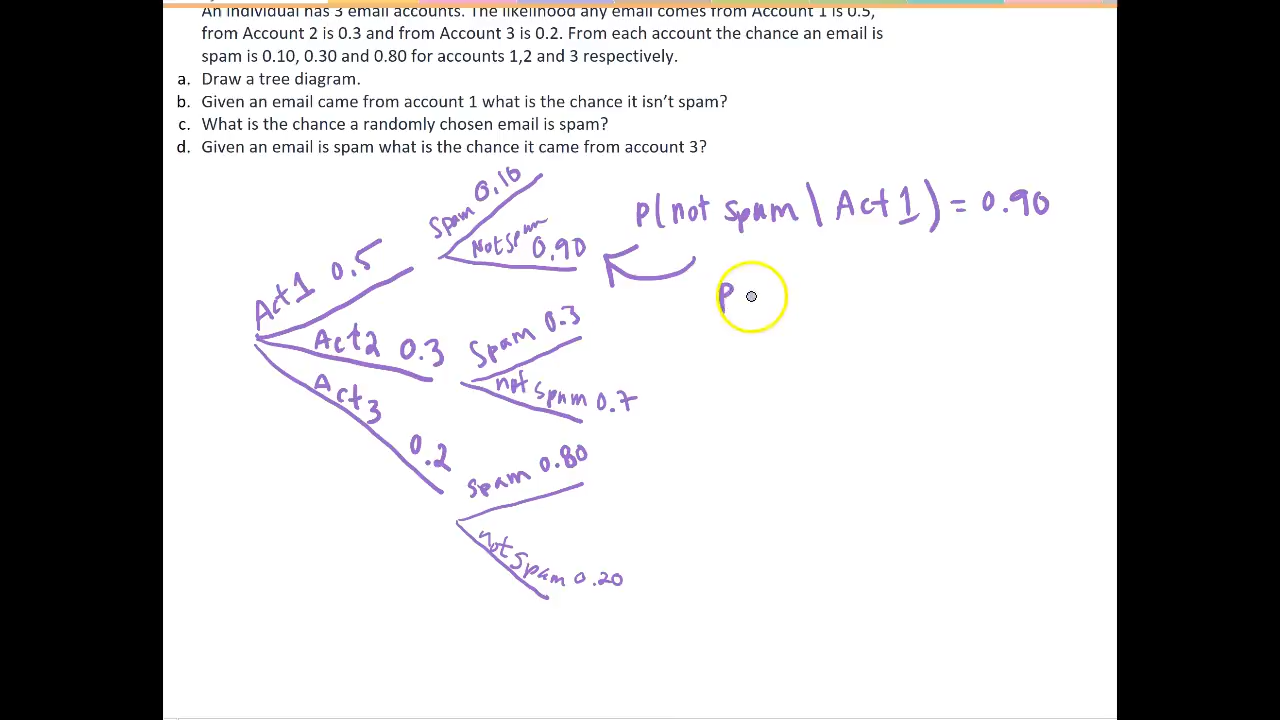 An individual has 3 email accounts. The likelihood any email comes from Account 1 is 0.5,
from Account 2 is 0.3 and from Account 3 is 0.2. From each account the chance an email is
spam is 0.10, 0.30 and 0.80 for accounts 1,2 and 3 respectively.
a. Draw a tree diagram.
b. Given an email came from account 1 what is the chance it isn't spam?
c. What is the chance a randomly chosen email is spam?
d. Given an email is spam what is the chance it came from account 3?
Spam 0.10
P(not spam | Act 1) = 0.90
Not Spam 0.90
Act1 0.5
P
Spam 0.3
Act2 0.3
not spam 0.7
Act3 0.2
Spam 0.80
not spam 0.20